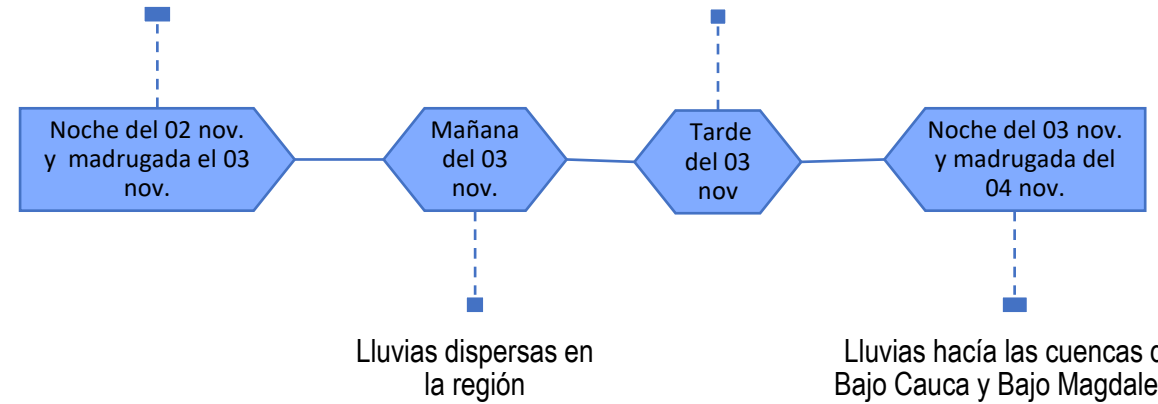 Noche del 02 nov.
y madrugada el 03
nov.
Mañana
del 03
nov.
Tarde
del 03
nov
Noche del 03 nov.
y madrugada del
04 nov.
Lluvias dispersas en
la región
Lluvias hacía las cuencas
Bajo Cauca y Bajo